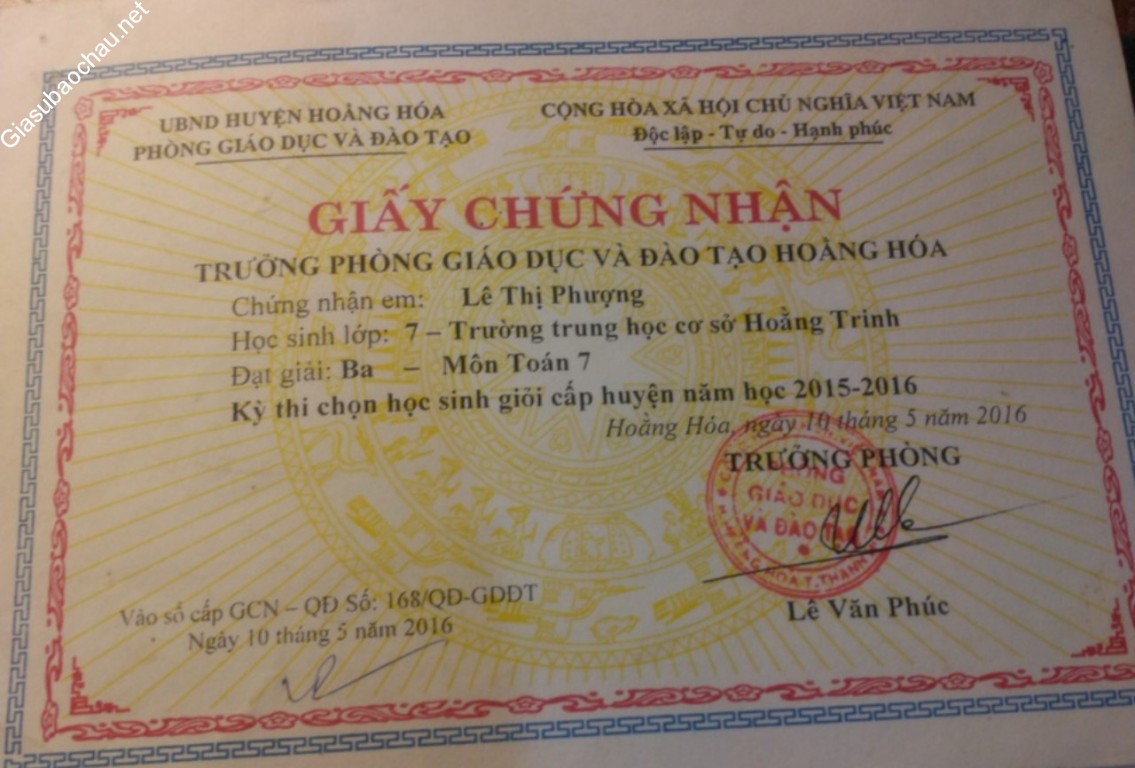 Giasubaochau.net
UBND HUYỆN HOẰNG HÓA
PHÒNG GIÁO DỤC VÀ ĐÀO TẠO
CỘNG HÒA XÃ HỘI CHỦ NGHĨA VIỆT NAM
Độc lập - Tự do - Hạnh phúc
GIẤY CHỨNG NHẬN
TRƯỞNG PHÒNG GIÁO DỤC VÀ ĐÀO TẠO HOẰNG HÓA
Chứng nhận em: Lê Thị Phượng
Học sinh lớp: 7 – Trường trung học cơ sở Hoằng Trinh
Đạt giải: Ba – Môn Toán 7
Kỳ thi chọn học sinh giỏi cấp huyện năm học 2015-2016
Hoằng Hóa, ngày 10 tháng 5 năm 2016
TRƯỞNG PHÒNG
PHÒNG
GIÁO DỤC
VÀ ĐÀO TẠO
Lê Văn Phúc
Vào sổ cấp GCN – QĐ Số: 168/QĐ-GDĐT
Ngày 10 tháng 5 năm 2016